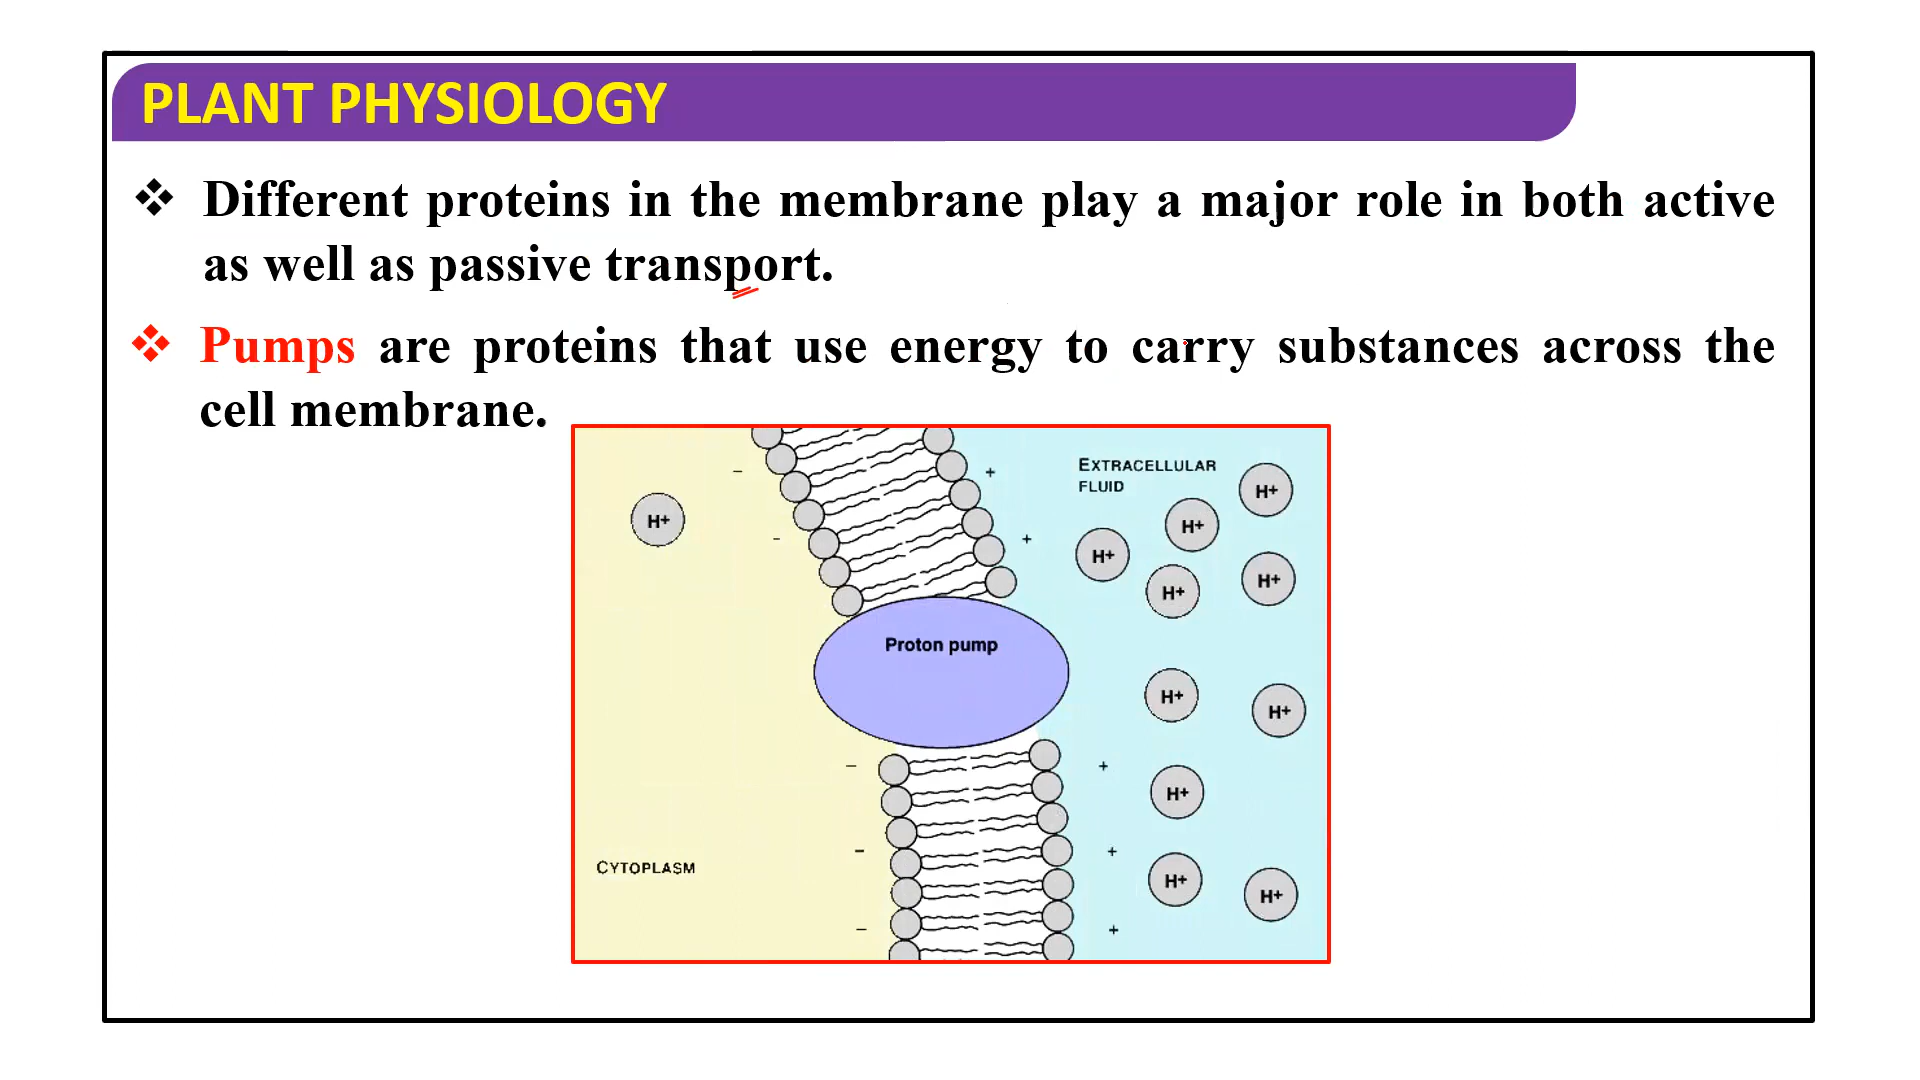 PLANT PHYSIOLOGY
❖ Different proteins in the membrane play a major role in both active
as well as passive transport.
❖ Pumps are proteins that use energy to carry substances across the
cell membrane.
EXTRACELLULAR
FLUID
H+
H+
H+
H+
H+
H+
Proton pump
H+
H+
H+
CYTOPLASM
H+
H+
− +
− +
− +
− +
− +